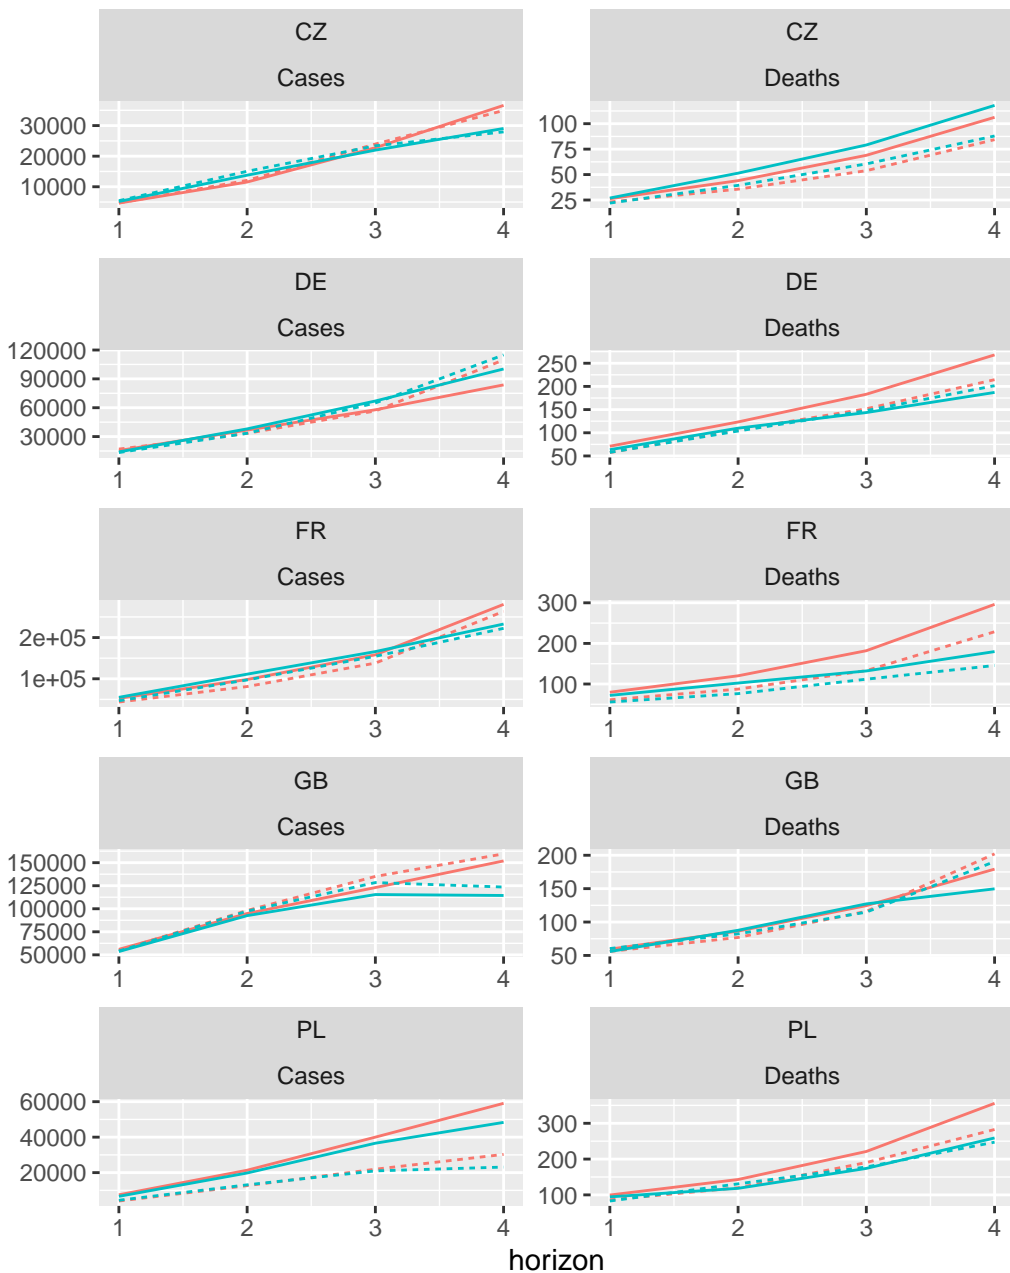 CZ
Cases
30000
20000
10000
1 2 3 4
CZ
Deaths
100
75
50
25
1 2 3 4
DE
Cases
120000
90000
60000
30000
1 2 3 4
DE
Deaths
250
200
150
100
50
1 2 3 4
FR
Cases
2e+05
1e+05
1 2 3 4
FR
Deaths
300
200
100
1 2 3 4
GB
Cases
150000
125000
100000
75000
50000
1 2 3 4
GB
Deaths
200
150
100
50
1 2 3 4
PL
Cases
60000
40000
20000
1 2 3 4
PL
Deaths
300
200
100
1 2 3 4
horizon